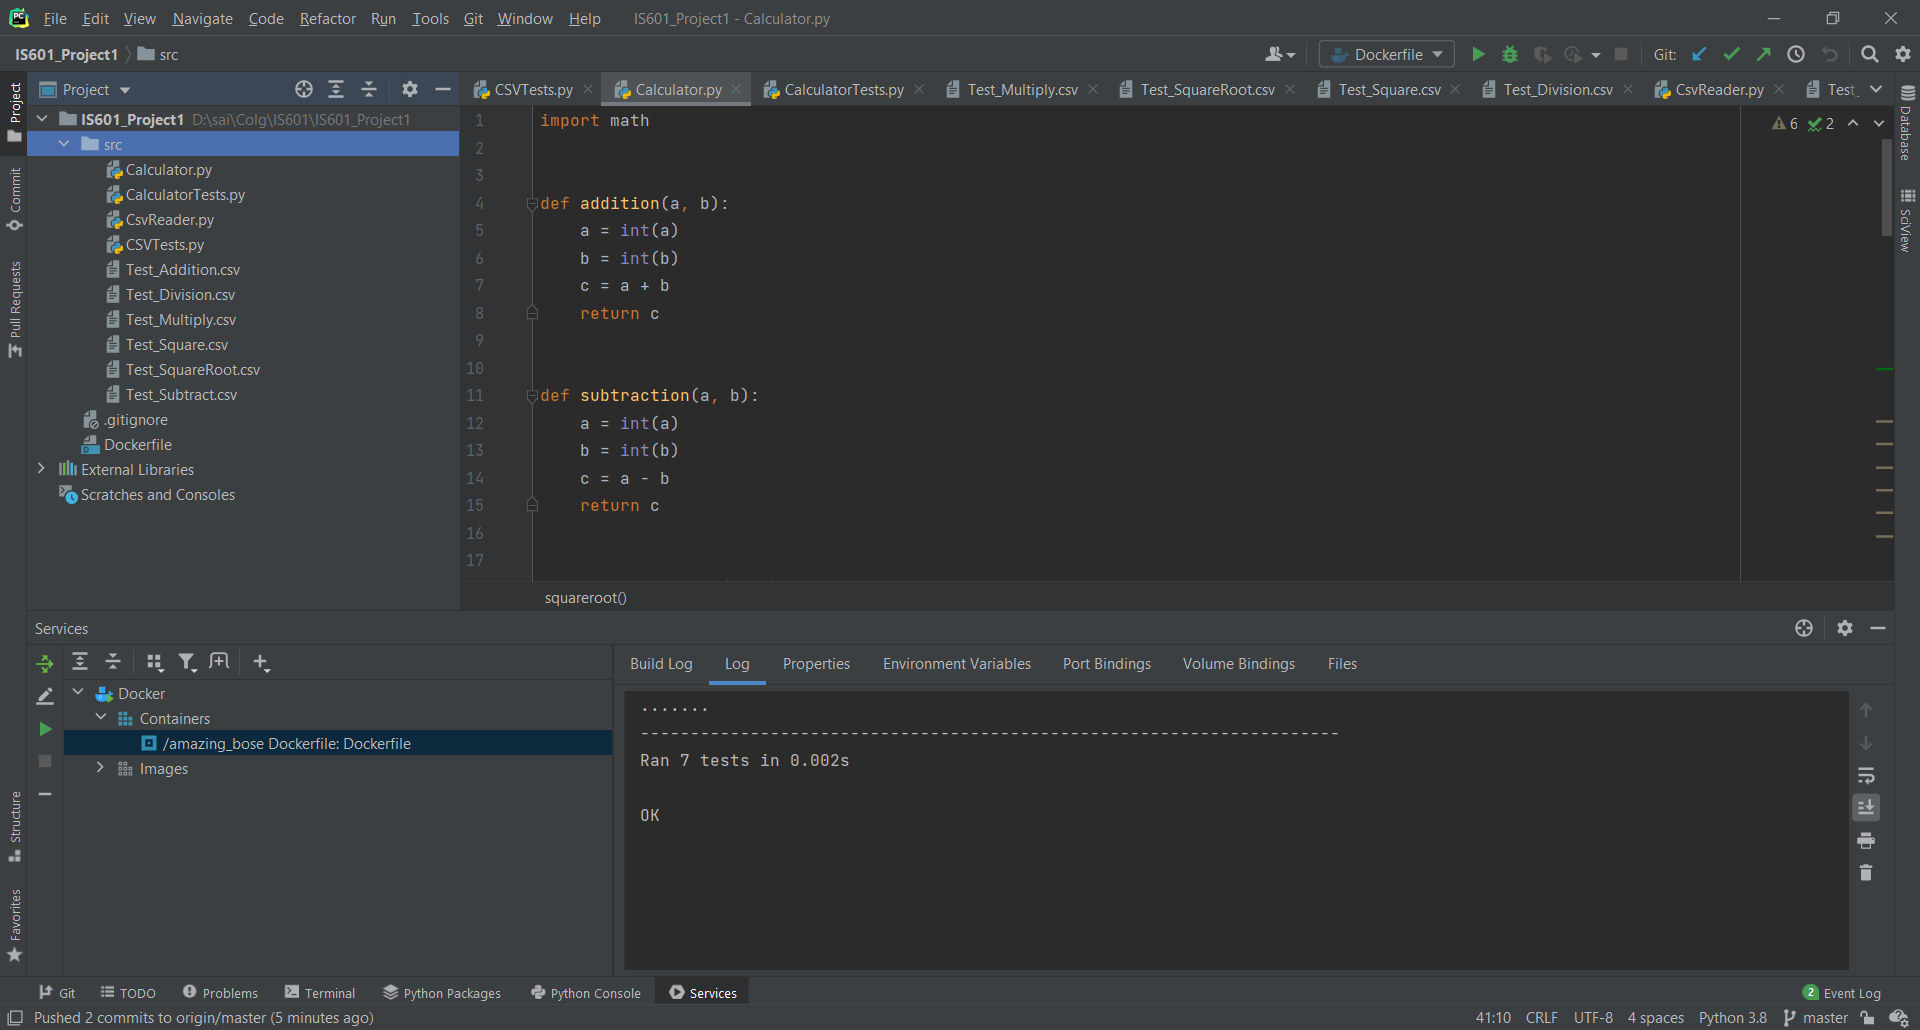 File Edit View Navigate Code Refactor Run Tools Git Window Help IS601_Project1 - Calculator.py
IS601_Project1 src Dockerfile Git:
Project
CSVTests.py Calculator.py CalculatorTests.py Test_Multiply.csv Test_SquareRoot.csv Test_Square.csv Test_Division.csv CsvReader.py Test_
IS601_Project1 D:\sai\Colg\IS601\IS601_Project1
src
Calculator.py
CalculatorTests.py
CsvReader.py
CSVTests.py
Test_Addition.csv
Test_Division.csv
Test_Multiply.csv
Test_Square.csv
Test_SquareRoot.csv
Test_Subtract.csv
.gitignore
Dockerfile
External Libraries
Scratches and Consoles
Project
Commit
Pull Requests
Structure
Favorites
1 import math
2
3
4 def addition(a, b):
5 a = int(a)
6 b = int(b)
7 c = a + b
8 return c
9
10
11 def subtraction(a, b):
12 a = int(a)
13 b = int(b)
14 c = a - b
15 return c
16
17
6 2
squareroot()
Database
SciView
Services
Docker
Containers
/amazing_bose Dockerfile: Dockerfile
Images
Build Log Log Properties Environment Variables Port Bindings Volume Bindings Files
.......
----------------------------------------------------------------------
Ran 7 tests in 0.002s
OK
Git TODO Problems Terminal Python Packages Python Console Services 2 Event Log
Pushed 2 commits to origin/master (5 minutes ago) 41:10 CRLF UTF-8 4 spaces Python 3.8 master